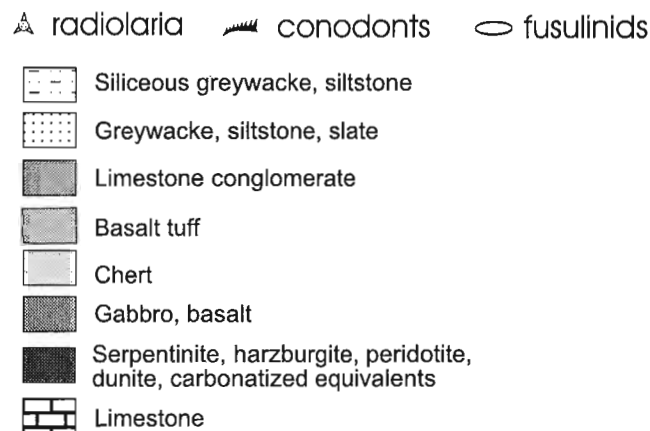 radiolaria conodonts fusulinids
Siliceous greywacke, siltstone
Greywacke, siltstone, slate
Limestone conglomerate
Basalt tuff
Chert
Gabbro, basalt
Serpentinite, harzburgite, peridotite,
dunite, carbonatized equivalents
Limestone